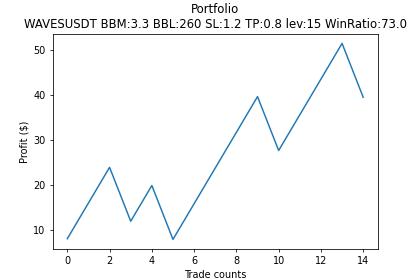 Portfolio
WAVESUSDT BBM:3.3 BBL:260 SL:1.2 TP:0.8 lev:15 WinRatio:73.0
Profit ($)
50
40
30
20
10
0 2 4 6 8 10 12 14
Trade counts